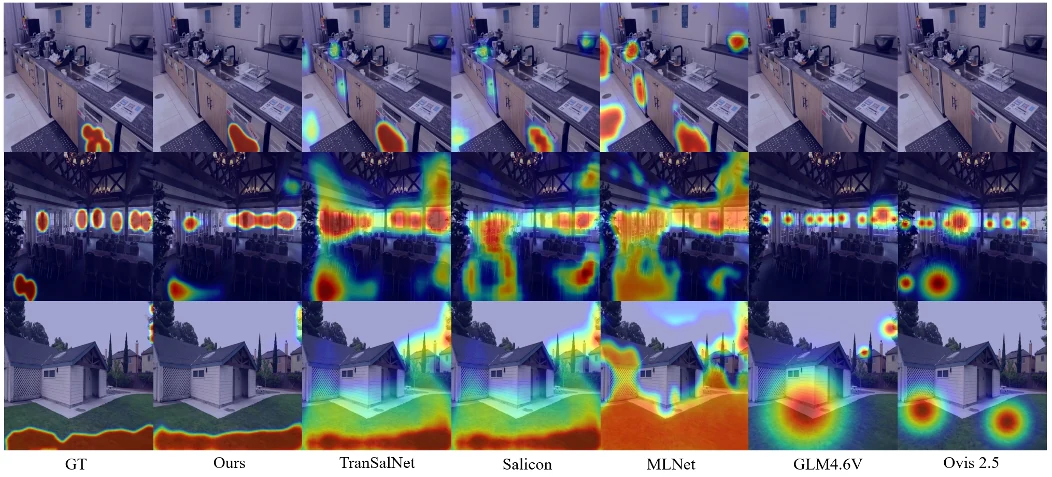 GT
Ours
TranSalNet
Salicon
MLNet
GLM4.6V
Ovis 2.5